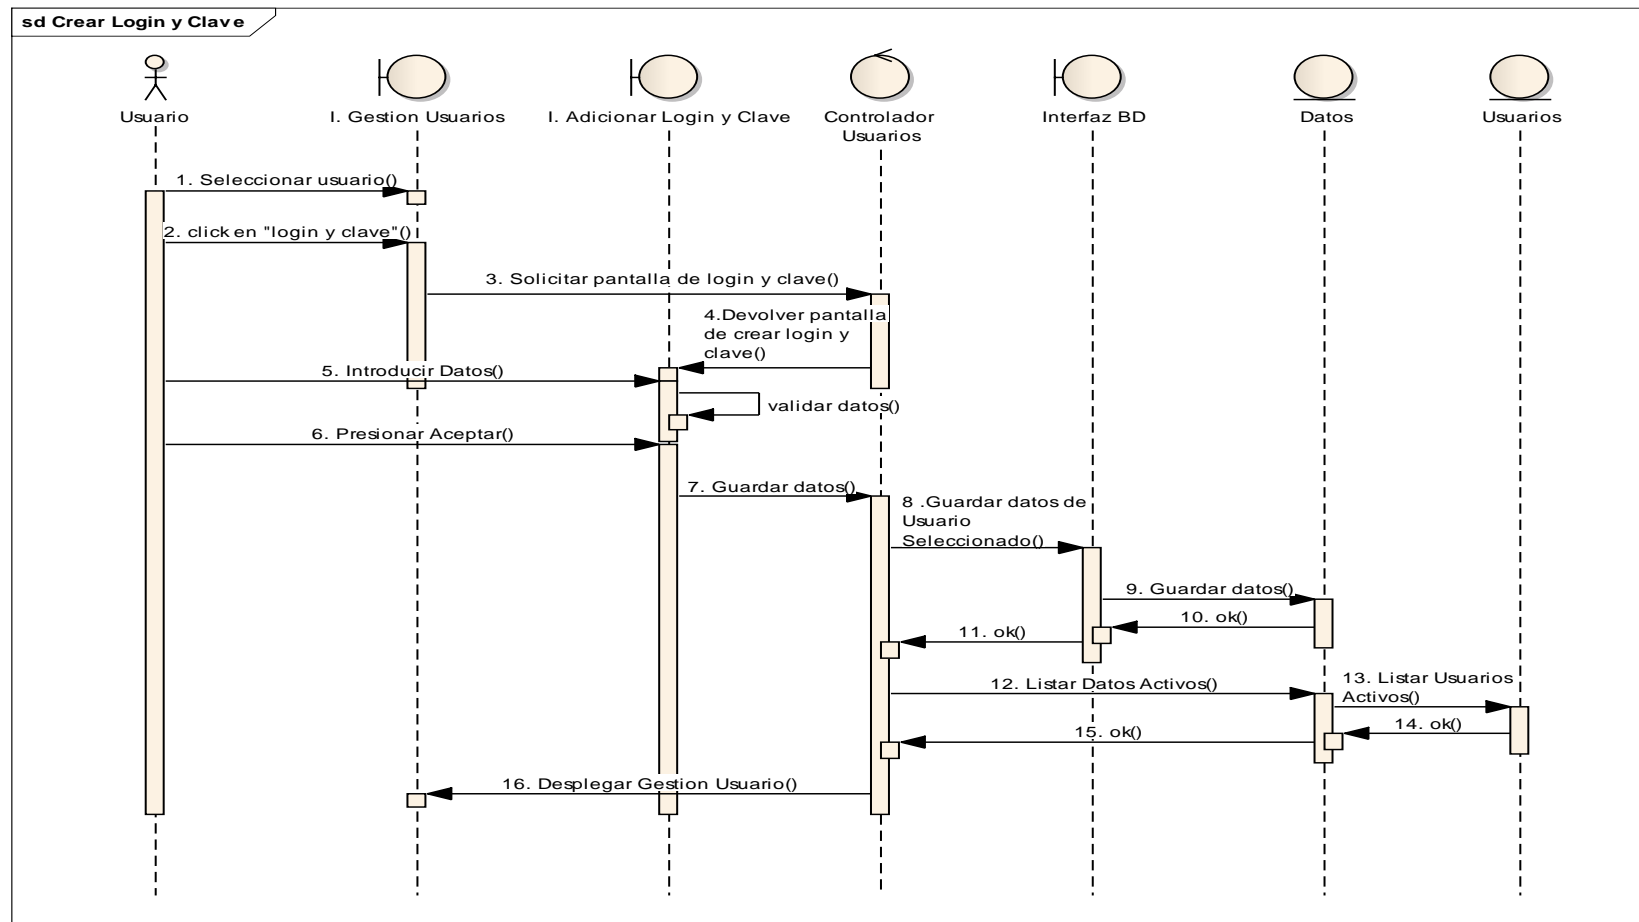 sd Crear Login y Clave
Usuario
I. Gestion Usuarios
I. Adicionar Login y Clave
Controlador
Usuarios
Interfaz BD
Datos
Usuarios
1. Seleccionar usuario()
2. click en "login y clave"()
3. Solicitar pantalla de login y clave()
4.Devolver pantalla
de crear login y
clave()
5. Introducir Datos()
validar datos()
6. Presionar Aceptar()
7. Guardar datos()
8 .Guardar datos de
Usuario
Seleccionado()
9. Guardar datos()
10. ok()
11. ok()
12. Listar Datos Activos()
13. Listar Usuarios
Activos()
14. ok()
15. ok()
16. Desplegar Gestion Usuario()